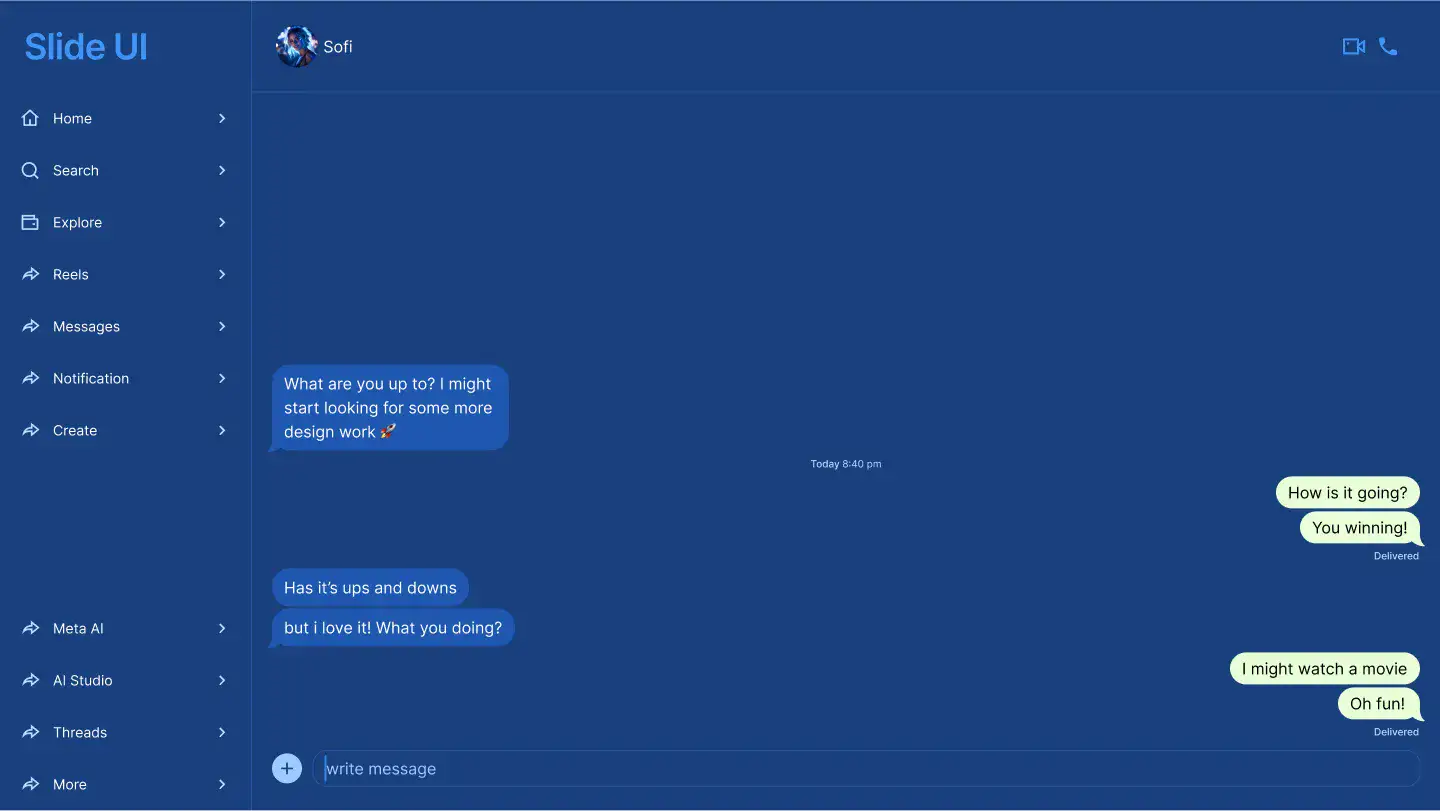 Slide UI
Home
Search
Explore
Reels
Messages
Notification
Create
Meta AI
AI Studio
Threads
More
Sofi
What are you up to? I might
start looking for some more
design work 🚀
Today 8:40 pm
How is it going?
You winning!
Delivered
Has it’s ups and downs
but i love it! What you doing?
I might watch a movie
Oh fun!
Delivered
write message